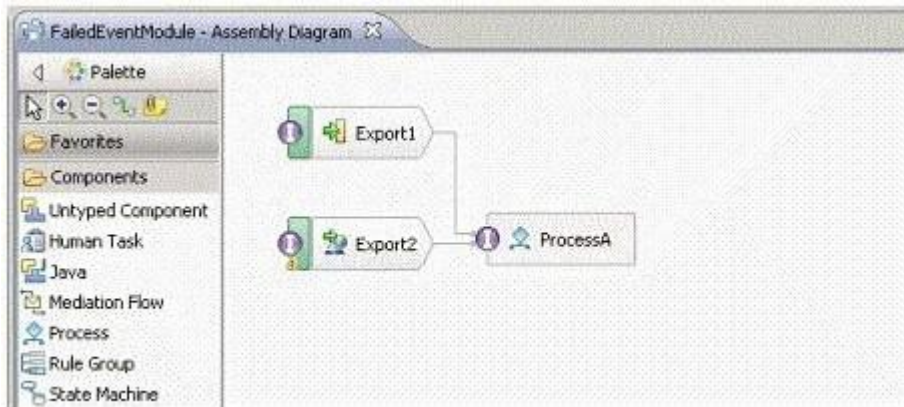 FailedEventModule - Assembly Diagram
Palette
Favorites
Components
Untyped Component
Human Task
Java
Mediation Flow
Process
Rule Group
State Machine
Export1
Export2
ProcessA